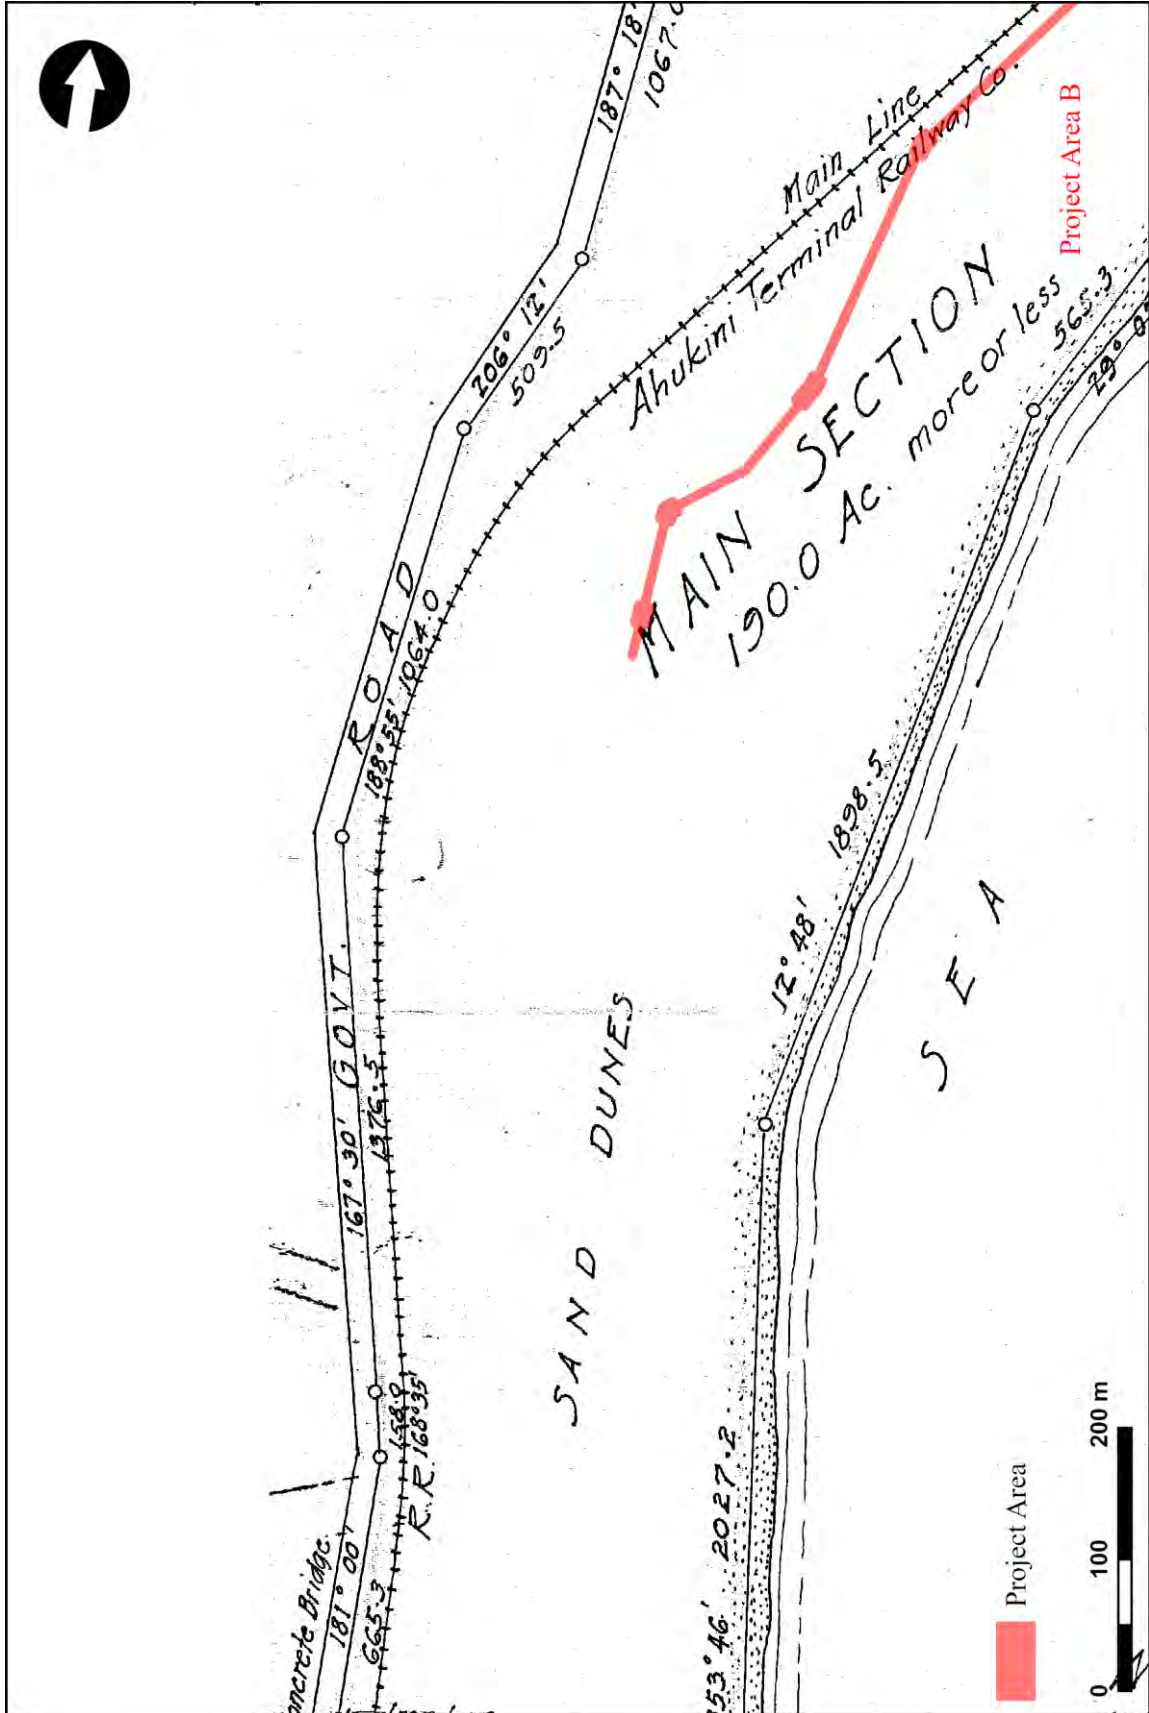 oncrete Bridge
181° 00'
665.3
158.0
R.R. 168°35'
167° 30' GOVT.
1376.5
ROAD
188° 55' 1064.0
206° 12'
509.5
187° 18'
1067.0
Main Line
Ahukini Terminal Railway Co.
MAIN SECTION
190.0 Ac. more or less
SAND DUNES
53° 46' 2027.2
12° 48' 1898.5
565.3
29°
SEA
Project Area B
Project Area
0 100 200 m